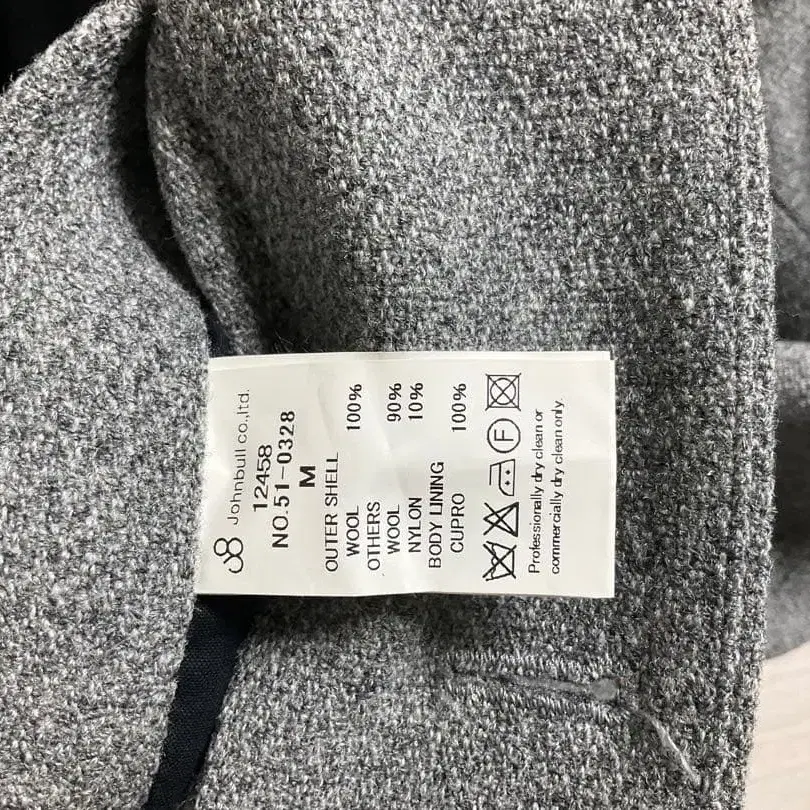 Johnbull co.,ltd.
12458
NO.51-0328
M
OUTER SHELL
WOOL 100%
OTHERS
WOOL 90%
NYLON 10%
BODY LINING
CUPRO 100%
F
Professionally dry clean or
commercially dry clean only.